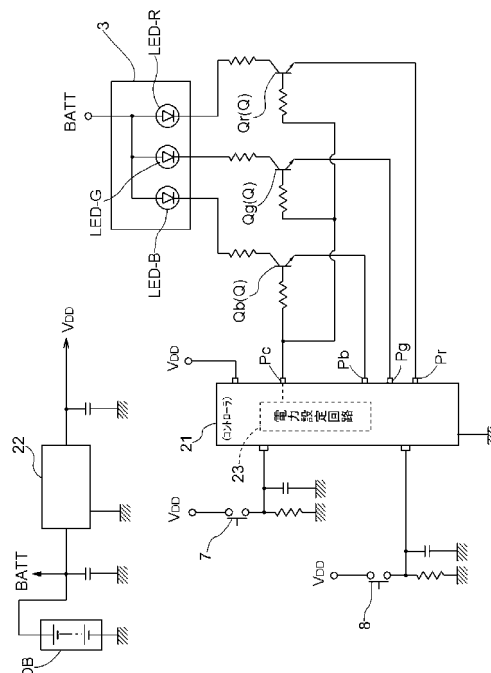 3
LED-R
BATT
LED-G
LED-B
Qr(Q)
Qg(Q)
Qb(Q)
VDD
22
BATT
DB
VDD
Pc
Pb
Pg
Pr
21
(コントローラ)
電力設定回路
23
VDD
7
VDD
8